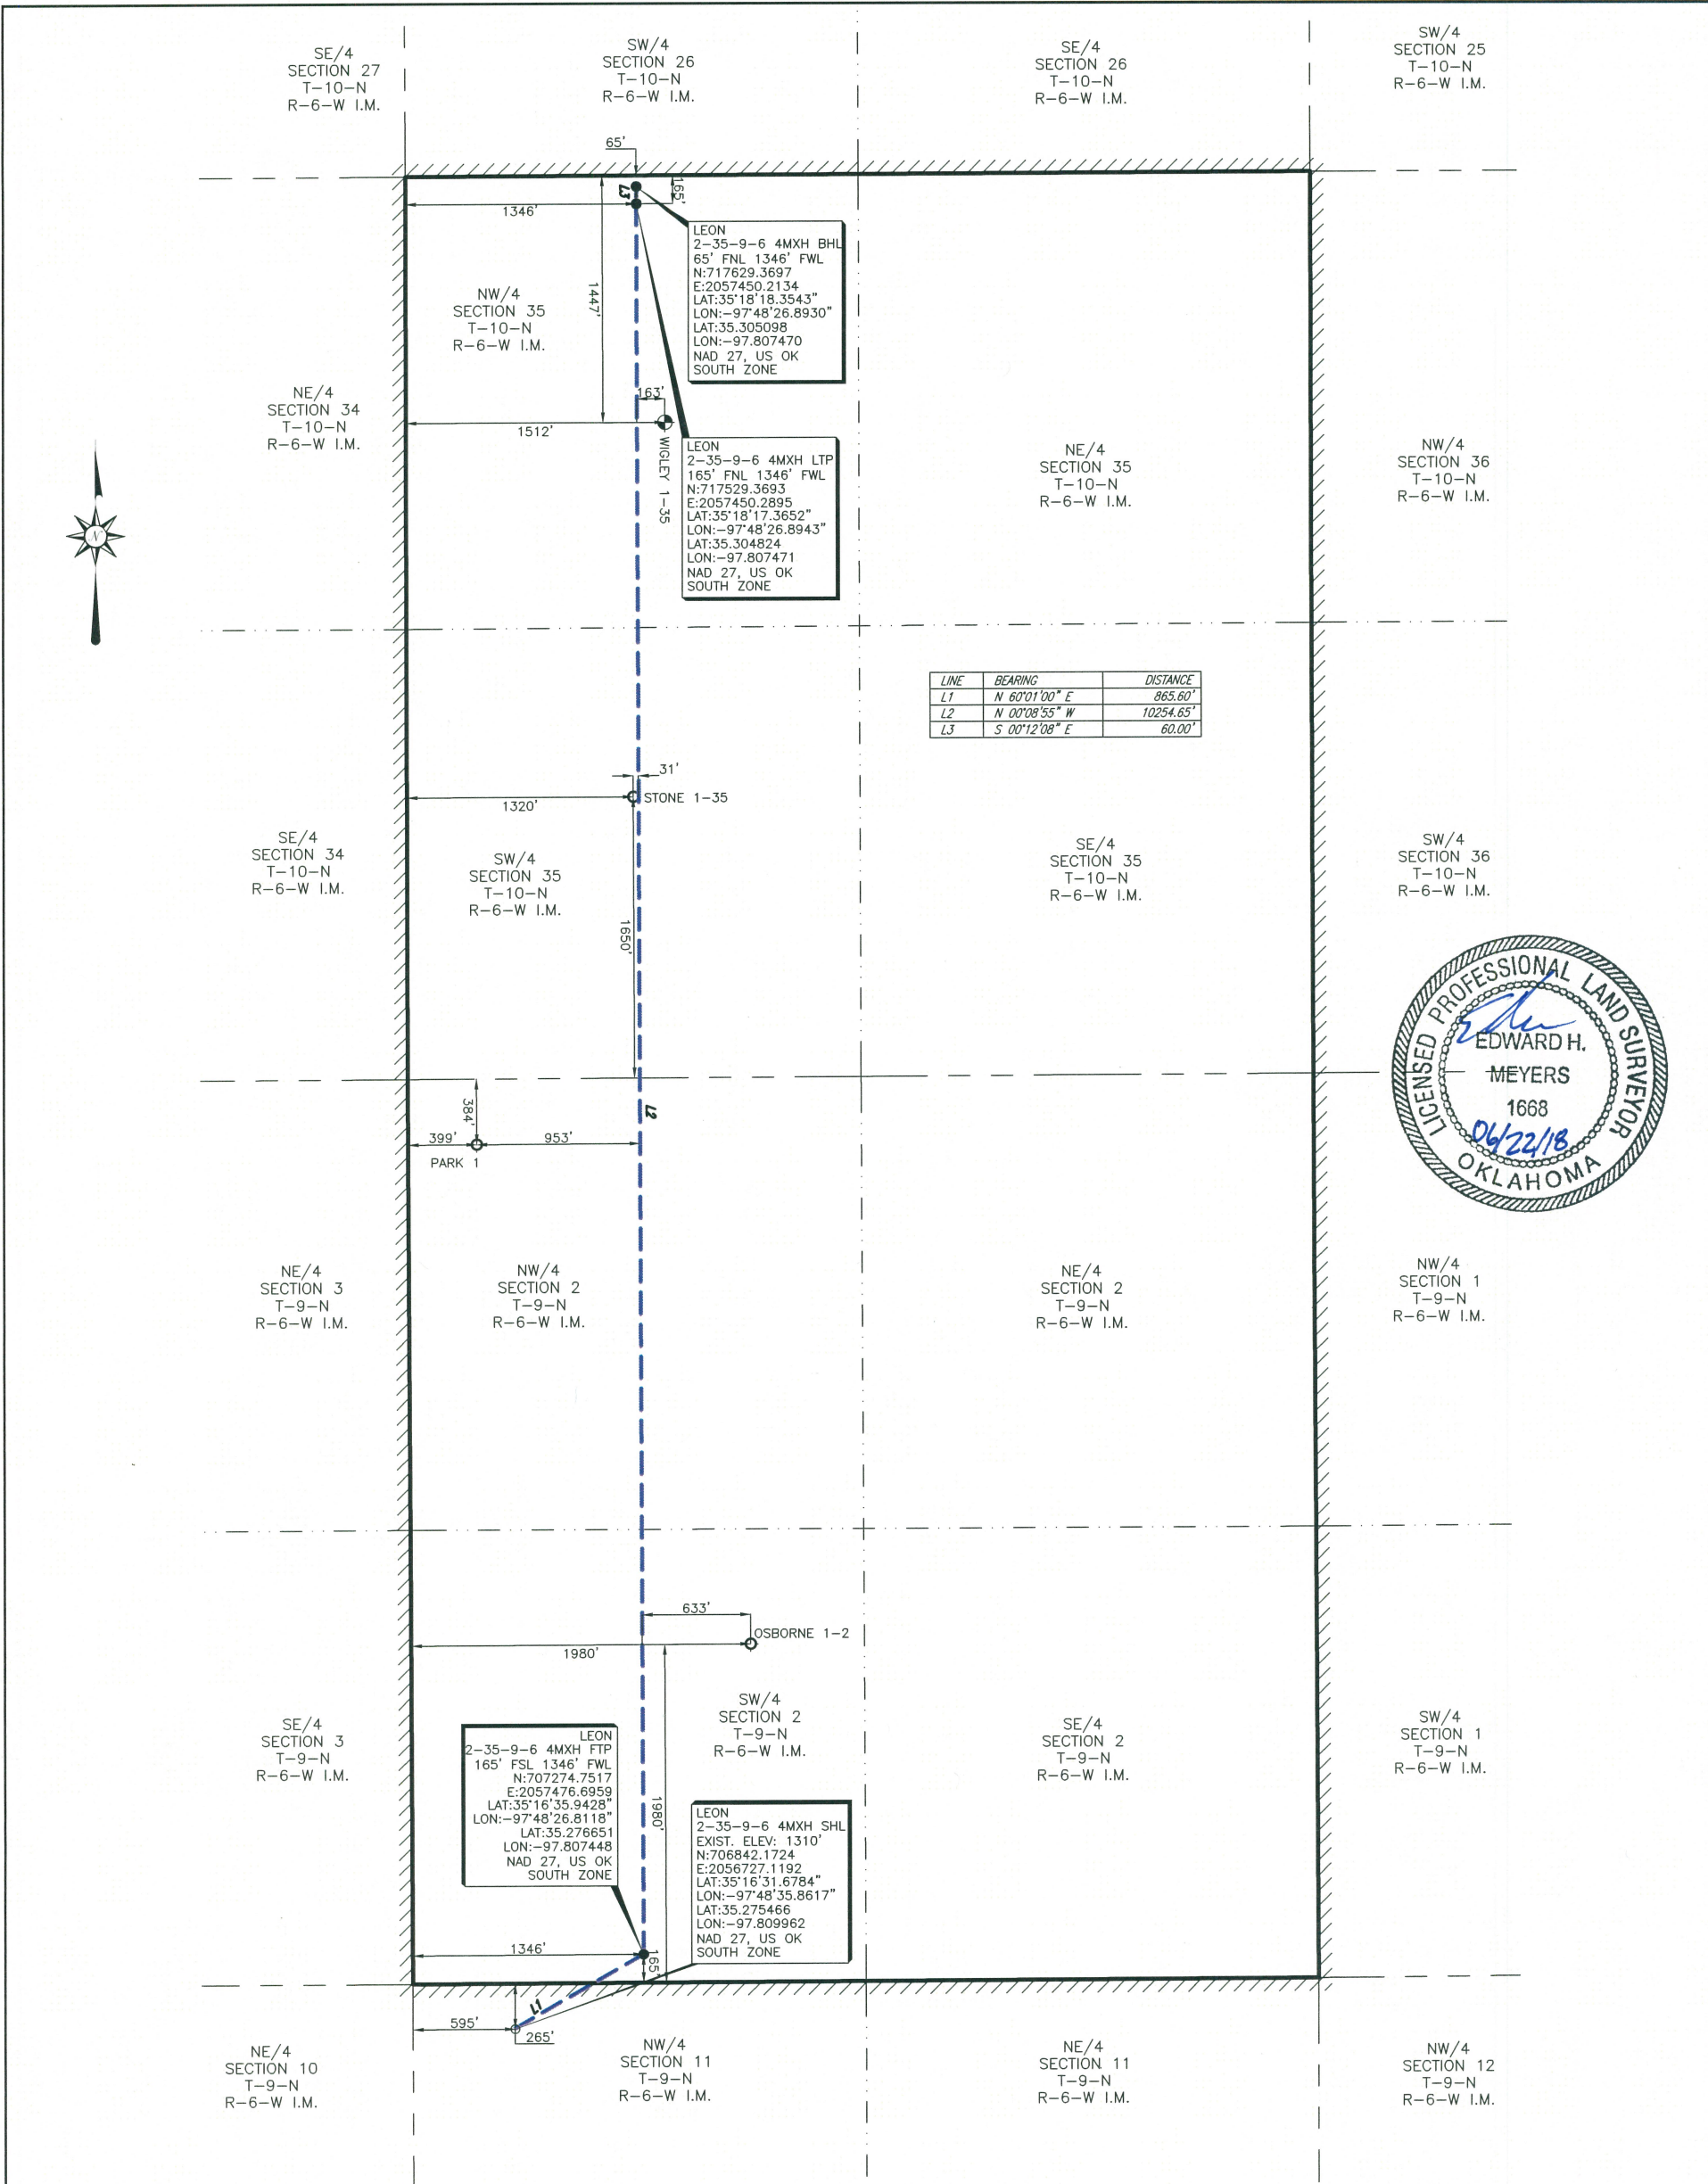 SE/4
SECTION 27
T-10-N
R-6-W I.M.
SW/4
SECTION 26
T-10-N
R-6-W I.M.
SE/4
SECTION 26
T-10-N
R-6-W I.M.
SW/4
SECTION 25
T-10-N
R-6-W I.M.
65'
L3
165'
1346'
LEON
2-35-9-6 4MXH BHL
65' FNL 1346' FWL
N:717629.3697
E:2057450.2134
LAT:35°18'18.3543"
LON:-97°48'26.8930"
LAT:35.305098
LON:-97.807470
NAD 27, US OK
SOUTH ZONE
NW/4
SECTION 35
T-10-N
R-6-W I.M.
1447'
NE/4
SECTION 34
T-10-N
R-6-W I.M.
163'
1512'
WIGLEY 1-35
LEON
2-35-9-6 4MXH LTP
165' FNL 1346' FWL
N:717529.3693
E:2057450.2895
LAT:35°18'17.3652"
LON:-97°48'26.8943"
LAT:35.304824
LON:-97.807471
NAD 27, US OK
SOUTH ZONE
NE/4
SECTION 35
T-10-N
R-6-W I.M.
NW/4
SECTION 36
T-10-N
R-6-W I.M.
N
LINE BEARING DISTANCE
L1 N 60°01'00" E 865.60'
L2 N 00°08'55" W 10254.65'
L3 S 00°12'08" E 60.00'
31'
1320'
STONE 1-35
SE/4
SECTION 34
T-10-N
R-6-W I.M.
SW/4
SECTION 35
T-10-N
R-6-W I.M.
1650'
SE/4
SECTION 35
T-10-N
R-6-W I.M.
SW/4
SECTION 36
T-10-N
R-6-W I.M.
LICENSED PROFESSIONAL LAND SURVEYOR
EDWARD H.
MEYERS
1668
06/22/18
OKLAHOMA
L2
384'
399'
953'
PARK 1
NE/4
SECTION 3
T-9-N
R-6-W I.M.
NW/4
SECTION 2
T-9-N
R-6-W I.M.
NE/4
SECTION 2
T-9-N
R-6-W I.M.
NW/4
SECTION 1
T-9-N
R-6-W I.M.
633'
OSBORNE 1-2
1980'
SE/4
SECTION 3
T-9-N
R-6-W I.M.
LEON
2-35-9-6 4MXH FTP
165' FSL 1346' FWL
N:707274.7517
E:2057476.6959
LAT:35°16'35.9428"
LON:-97°48'26.8118"
LAT:35.276651
LON:-97.807448
NAD 27, US OK
SOUTH ZONE
SW/4
SECTION 2
T-9-N
R-6-W I.M.
1980'
LEON
2-35-9-6 4MXH SHL
EXIST. ELEV: 1310'
N:706842.1724
E:2056727.1192
LAT:35°16'31.6784"
LON:-97°48'35.8617"
LAT:35.275466
LON:-97.809962
NAD 27, US OK
SOUTH ZONE
SE/4
SECTION 2
T-9-N
R-6-W I.M.
SW/4
SECTION 1
T-9-N
R-6-W I.M.
1346'
165'
L1
595'
265'
NE/4
SECTION 10
T-9-N
R-6-W I.M.
NW/4
SECTION 11
T-9-N
R-6-W I.M.
NE/4
SECTION 11
T-9-N
R-6-W I.M.
NW/4
SECTION 12
T-9-N
R-6-W I.M.